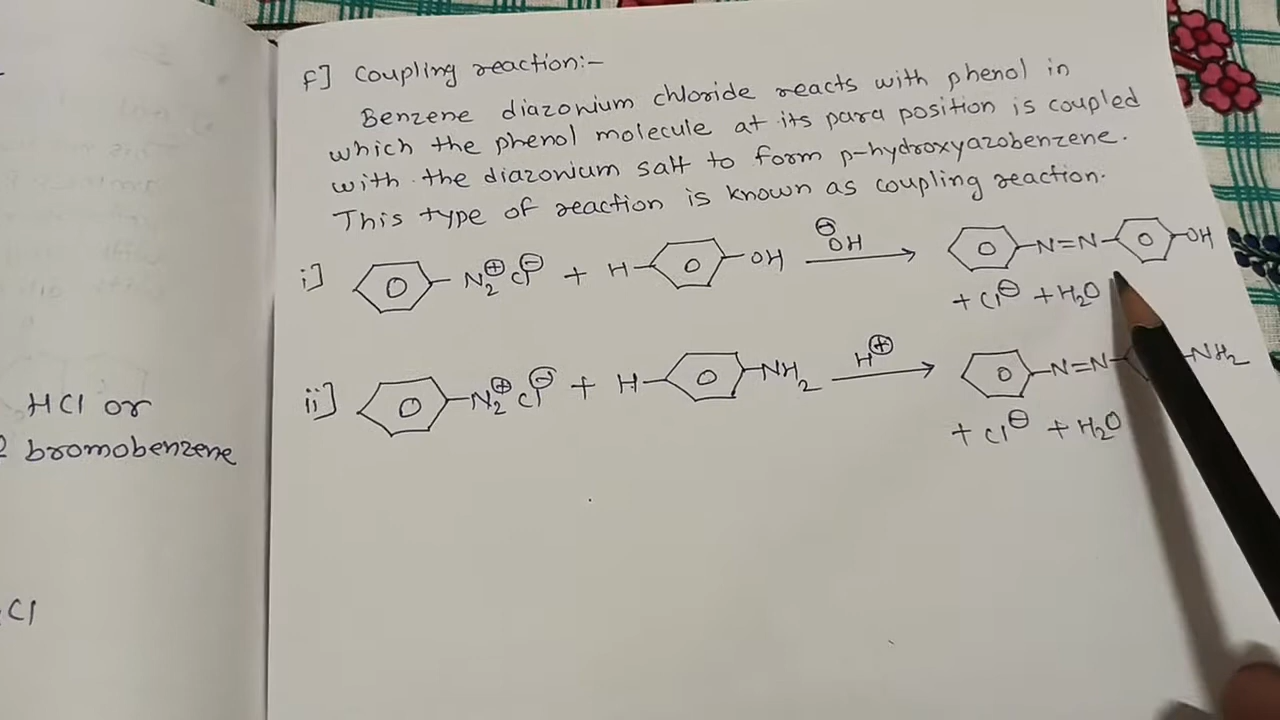 HCl or
bromobenzene
Cl
F] Coupling reaction:-
Benzene diazonium chloride reacts with phenol in
which the phenol molecule at its para position is coupled
with the diazonium salt to form p-hydroxyazobenzene.
This type of reaction is known as coupling reaction.
i] N₂⊕ Cl⊖ + H OH ⊖OH → N=N OH
+ Cl⊖ + H₂O
ii] N₂⊕ Cl⊖ + H NH₂ H⊕ → N=N NH₂
+ Cl⊖ + H₂O